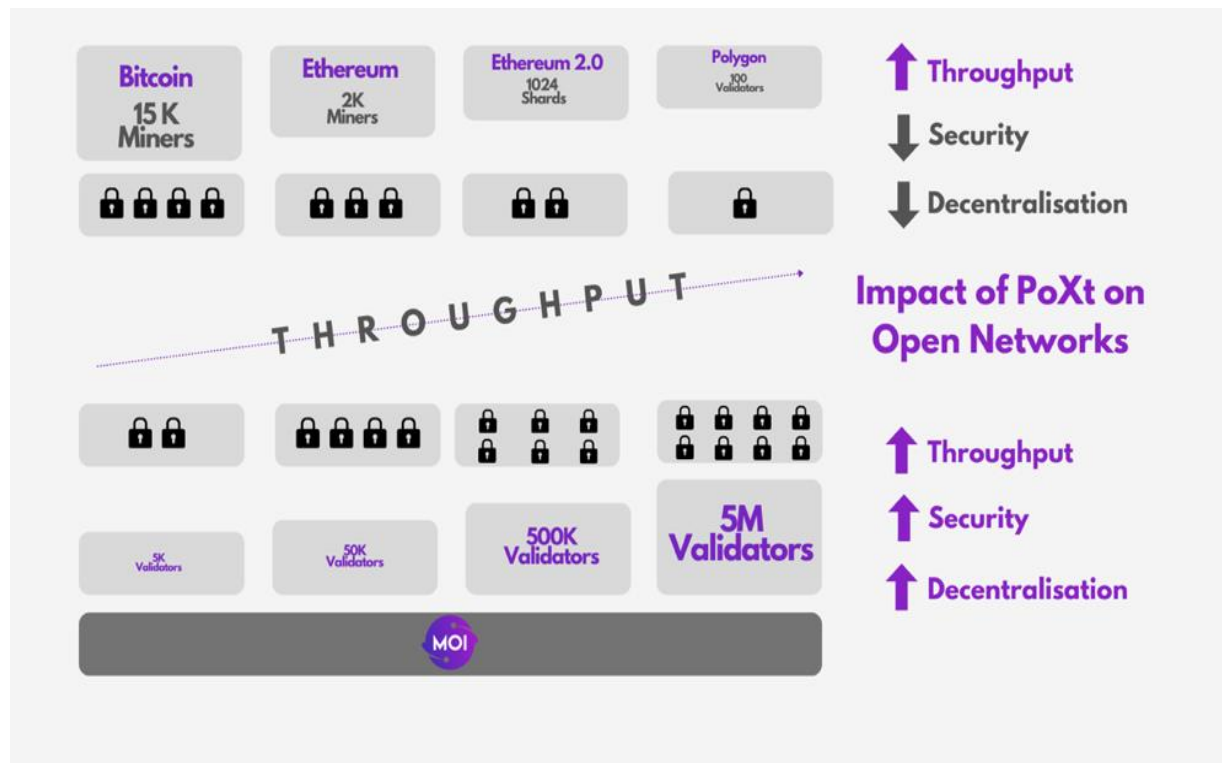 Bitcoin
15 K
Miners
Ethereum
2K
Miners
Ethereum 2.0
1024
Shards
Polygon
100
Validators
Throughput
Security
Decentralisation
THROUGHPUT
Impact of PoXt on
Open Networks
5K
Validators
50K
Validators
500K
Validators
5M
Validators
Throughput
Security
Decentralisation
MOI